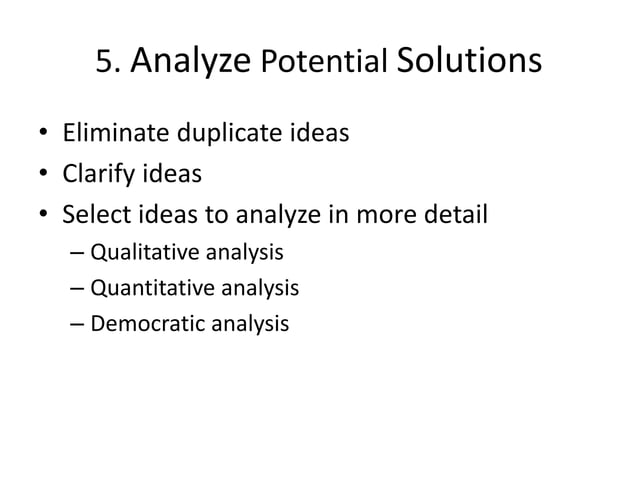 5. Analyze Potential Solutions
• Eliminate duplicate ideas
• Clarify ideas
• Select ideas to analyze in more detail
– Qualitative analysis
– Quantitative analysis
– Democratic analysis